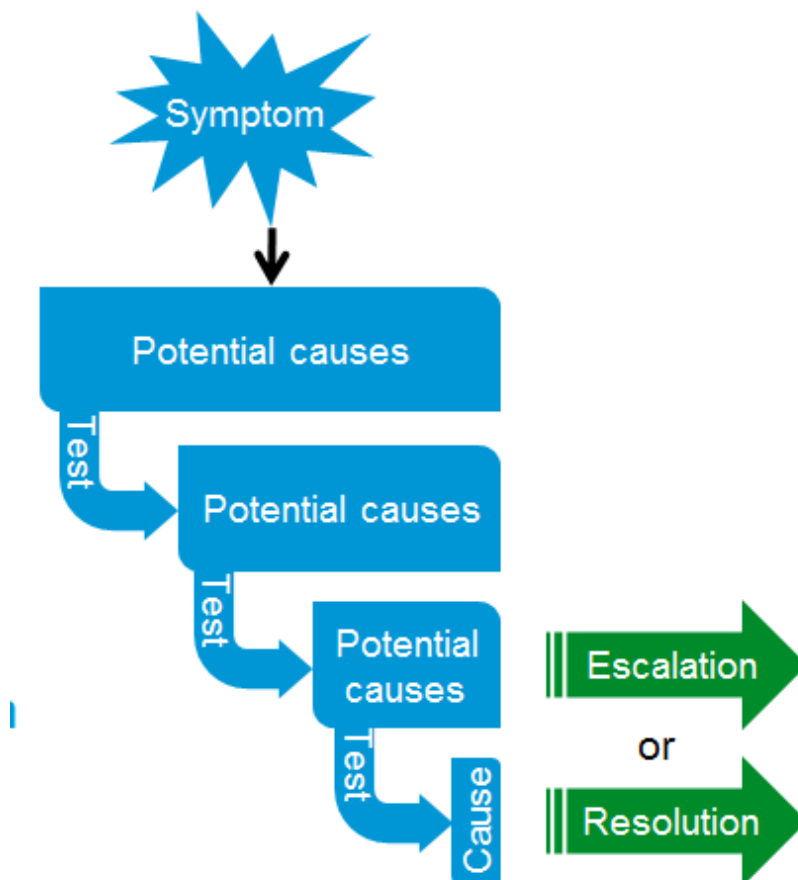 Symptom
Potential causes
Test
Potential causes
Test
Potential
causes
Escalation
or
Test
Cause
Resolution